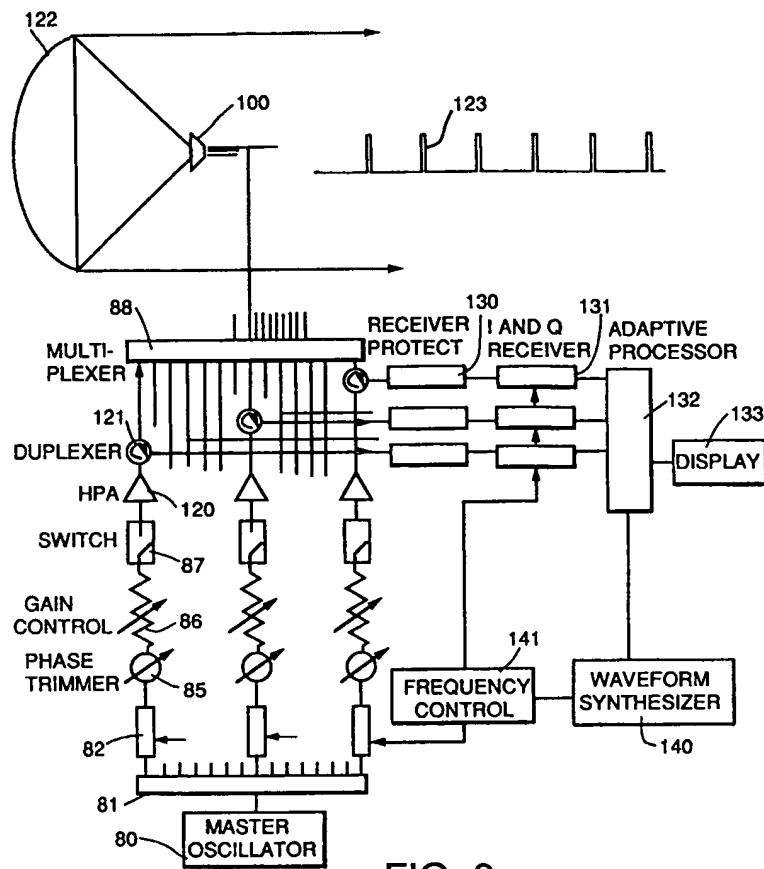 122
100
123
88
MULTI-
PLEXER
RECEIVER
PROTECT
130
I AND Q
RECEIVER
131
ADAPTIVE
PROCESSOR
132
133
DISPLAY
121
DUPLEXER
HPA
120
SWITCH
87
GAIN
CONTROL
86
PHASE
TRIMMER
85
141
FREQUENCY
CONTROL
WAVEFORM
SYNTHESIZER
140
82
81
80
MASTER
OSCILLATOR